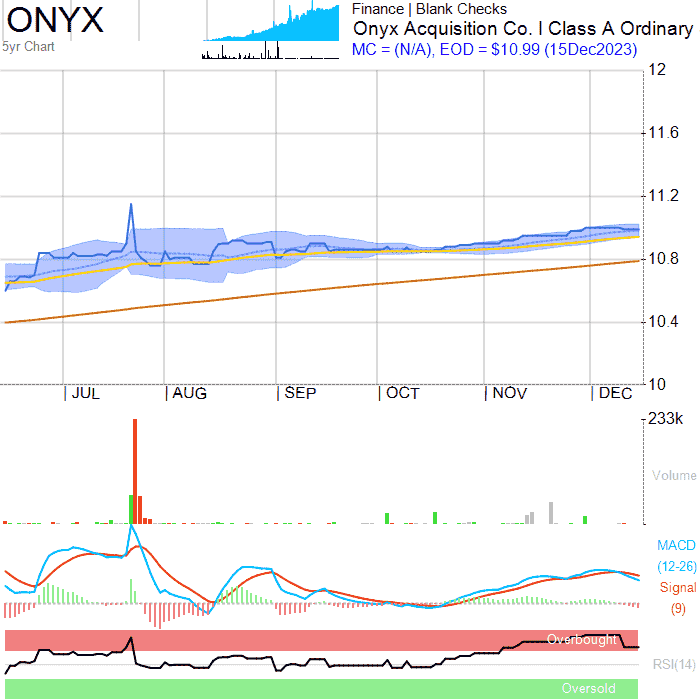 ONYX
5yr Chart
Finance | Blank Checks
Onyx Acquisition Co. I Class A Ordinary
MC = (N/A), EOD = $10.99 (15Dec2023)
12
11.6
11.2
10.8
10.4
10
| JUL | AUG | SEP | OCT | NOV | DEC
233k
Volume
MACD
(12-26)
Signal
(9)
Overbought
RSI(14)
Oversold